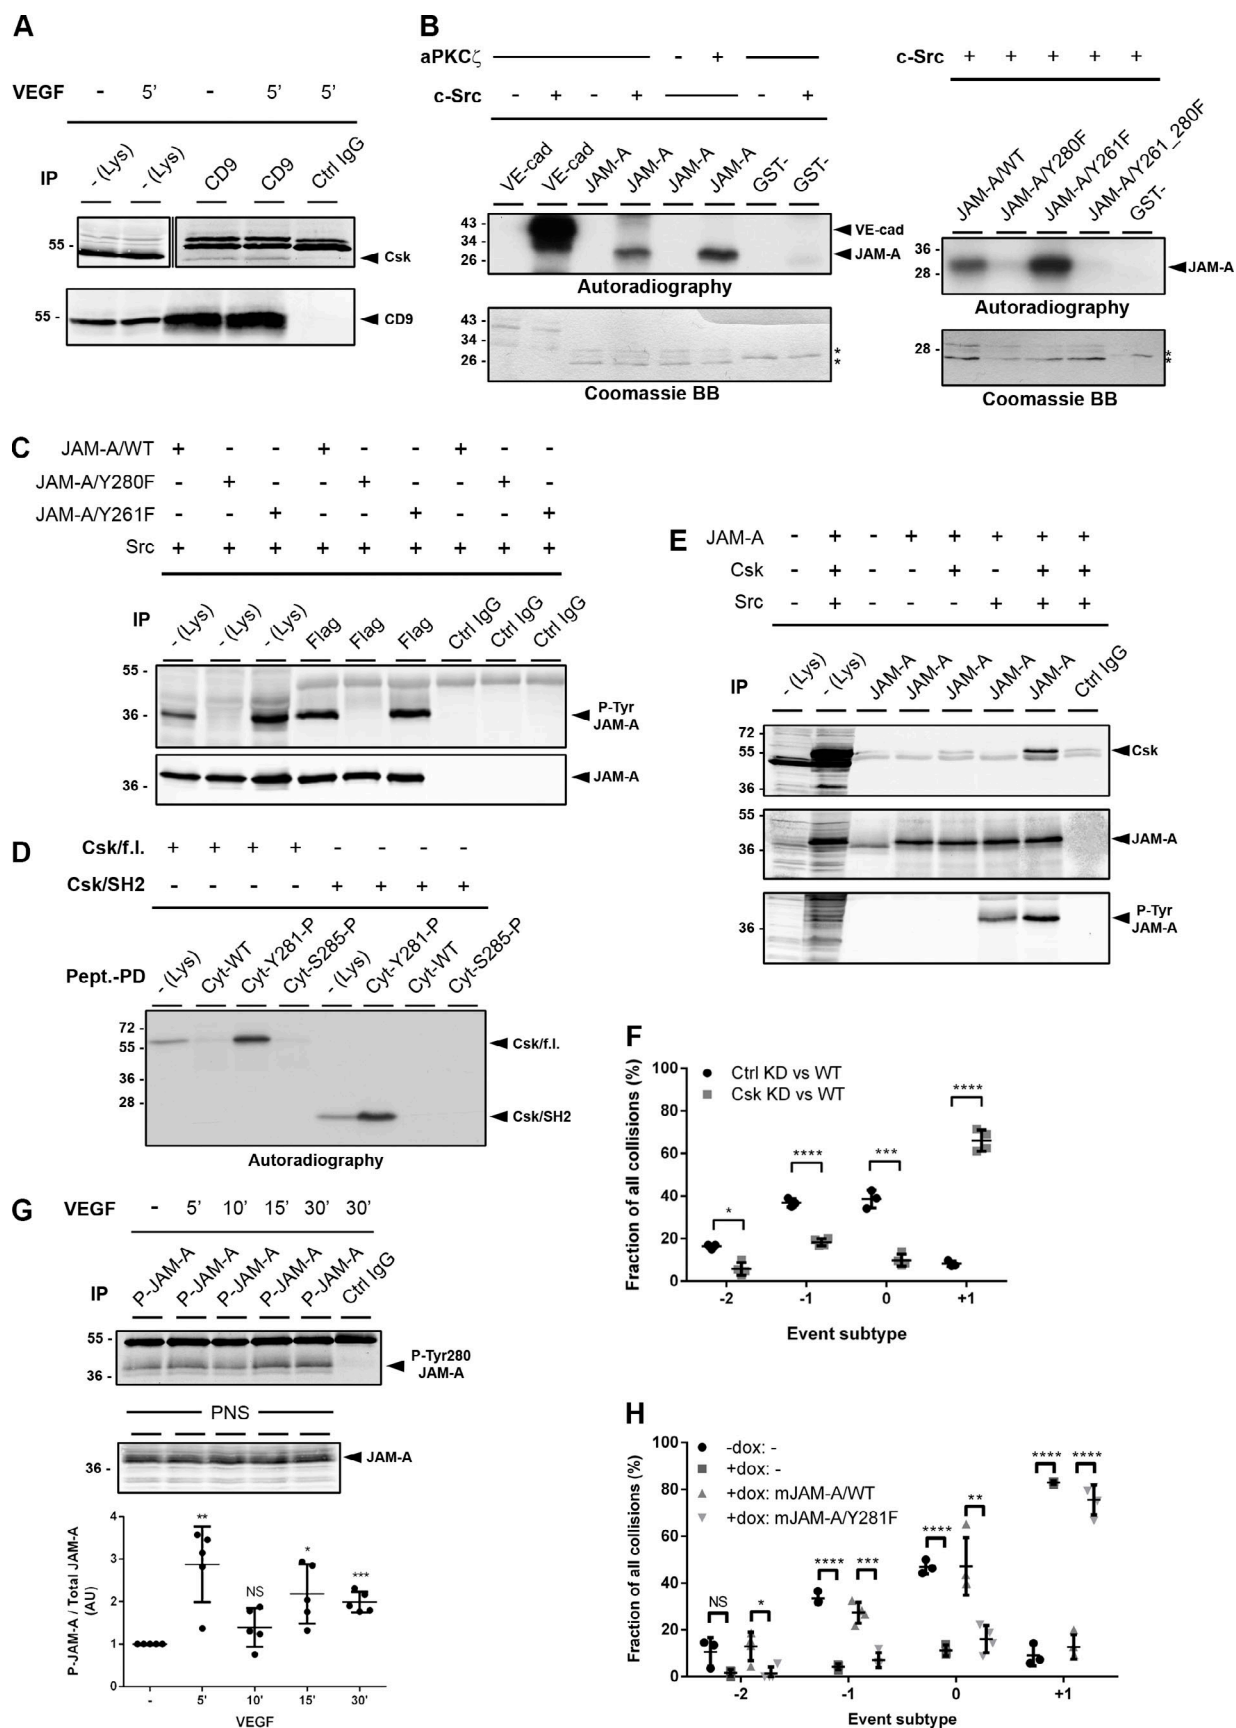 A
VEGF - 5’ - 5’ 5’
IP - (Lys) - (Lys) CD9 CD9 Ctrl IgG
55 - Csk
55 - CD9
B
aPKCζ - +
c-Src - + - + - +
VE-cad VE-cad JAM-A JAM-A JAM-A JAM-A GST- GST-
43 - VE-cad
34 -
26 - JAM-A
Autoradiography
43 -
34 - *
26 - *
Coomassie BB
c-Src + + + + +
JAM-A/WT JAM-A/Y280F JAM-A/Y261F JAM-A/Y261_280F GST-
36 -
28 - JAM-A
Autoradiography
28 - *
*
Coomassie BB
C
JAM-A/WT + - - + - - + - -
JAM-A/Y280F - + - - + - - + -
JAM-A/Y261F - - + - - + - - +
Src + + + + + + + + +
IP - (Lys) - (Lys) - (Lys) Flag Flag Flag Ctrl IgG Ctrl IgG Ctrl IgG
55 -
36 - P-Tyr
JAM-A
36 - JAM-A
D
Csk/f.l. + + + + - - - -
Csk/SH2 - - - - + + + +
Pept.-PD - (Lys) Cyt-WT Cyt-Y281-P Cyt-S285-P - (Lys) Cyt-Y281-P Cyt-WT Cyt-S285-P
72 -
55 - Csk/f.l.
36 -
28 -
Csk/SH2
Autoradiography
E
JAM-A - + - + + + + +
Csk - + - - + - + +
Src - + - - - + + +
IP - (Lys) - (Lys) JAM-A JAM-A JAM-A JAM-A JAM-A Ctrl IgG
72 -
55 - Csk
36 -
55 -
36 - JAM-A
36 - P-Tyr
JAM-A
F
Fraction of all collisions (%)
100
80
60
40
20
0
Ctrl KD vs WT
Csk KD vs WT
* **** *** ****
-2 -1 0 +1
Event subtype
G
VEGF - 5’ 10’ 15’ 30’ 30’
IP P-JAM-A P-JAM-A P-JAM-A P-JAM-A P-JAM-A Ctrl IgG
55 -
36 - P-Tyr280
JAM-A
PNS
36 - JAM-A
P-JAM-A / Total JAM-A
(AU)
4
3
2
1
0
** NS * ***
- 5' 10' 15' 30'
VEGF
H
Fraction of all collisions (%)
100
80
60
40
20
0
-dox: -
+dox: -
+dox: mJAM-A/WT
+dox: mJAM-A/Y281F
NS * **** *** **** ** **** ****
-2 -1 0 +1
Event subtype